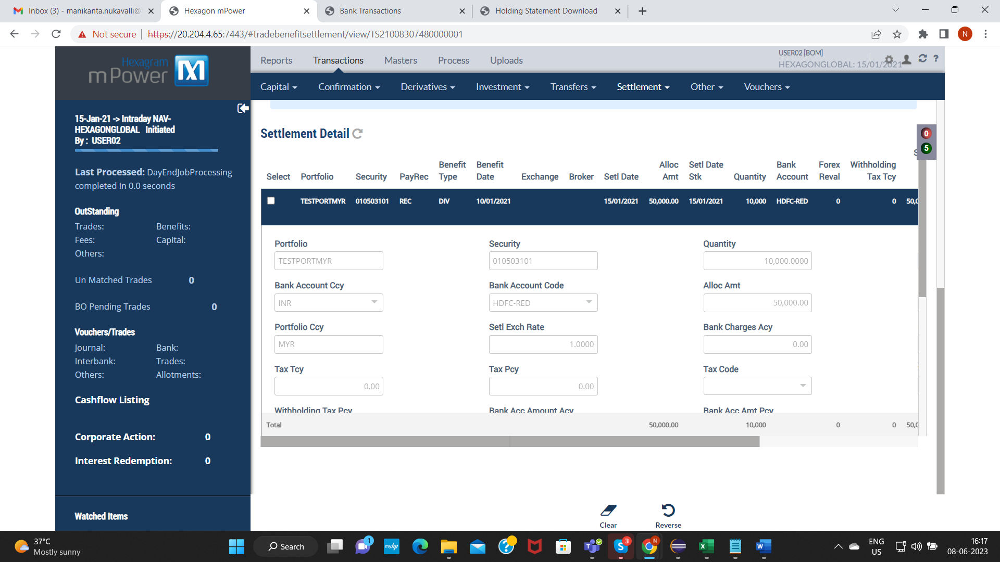 Inbox (3) - manikanta.nukavalli@
Hexagon mPower
Bank Transactions
Holding Statement Download
Not secure
https://20.204.4.65:7443/#tradebenefitsettlement/view/TS21008307480000001
N
Hexagram
mPower
Reports
Transactions
Masters
Process
Uploads
USER02 [BOM]
HEXAGONGLOBAL: 15/01/2021
?
Capital
Confirmation
Derivatives
Investment
Transfers
Settlement
Other
Vouchers
15-Jan-21 -> Intraday NAV-
HEXAGONGLOBAL Initiated
By : USER02
Last Processed: DayEndJobProcessing
completed in 0.0 seconds
OutStanding
Trades: Benefits:
Fees: Capital:
Others:
Un Matched Trades 0
BO Pending Trades 0
Vouchers/Trades
Journal: Bank:
Interbank: Trades:
Others: Allotments:
Cashflow Listing
Corporate Action: 0
Interest Redemption: 0
Watched Items
Settlement Detail
0
5
Select Portfolio Security PayRec Benefit Type Benefit Date Exchange Broker Setl Date Alloc Amt Setl Date Stk Quantity Bank Account Forex Reval Withholding Tax Tcy
TESTPORTMYR 010503101 REC DIV 10/01/2021 15/01/2021 50,000.00 15/01/2021 10,000 HDFC-RED 0 0 50,0
Portfolio Security Quantity
TESTPORTMYR 010503101 10,000.0000
Bank Account Ccy Bank Account Code Alloc Amt
INR HDFC-RED 50,000.00
Portfolio Ccy Setl Exch Rate Bank Charges Acy
MYR 1.0000 0.00
Tax Tcy Tax Pcy Tax Code
0.00 0.00
Withholding Tax Pcy Bank Acc Amount Acy Bank Acc Amt Pcy
Total 50,000.00 10,000 0 0 50,0
Clear
Reverse
37°C
Mostly sunny
Search
1
myhp
3
N
ENG
US
16:17
08-06-2023